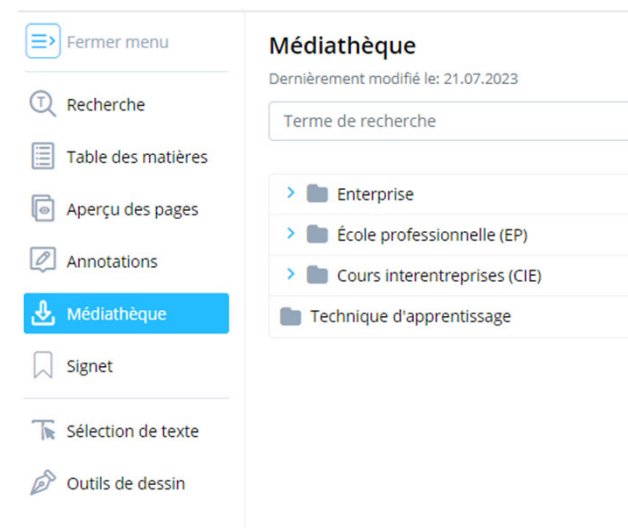 Fermer menu
Recherche
Table des matières
Aperçu des pages
Annotations
Médiathèque
Signet
Sélection de texte
Outils de dessin
Médiathèque
Dernièrement modifié le: 21.07.2023
Terme de recherche
Enterprise
École professionnelle (EP)
Cours interentreprises (CIE)
Technique d'apprentissage